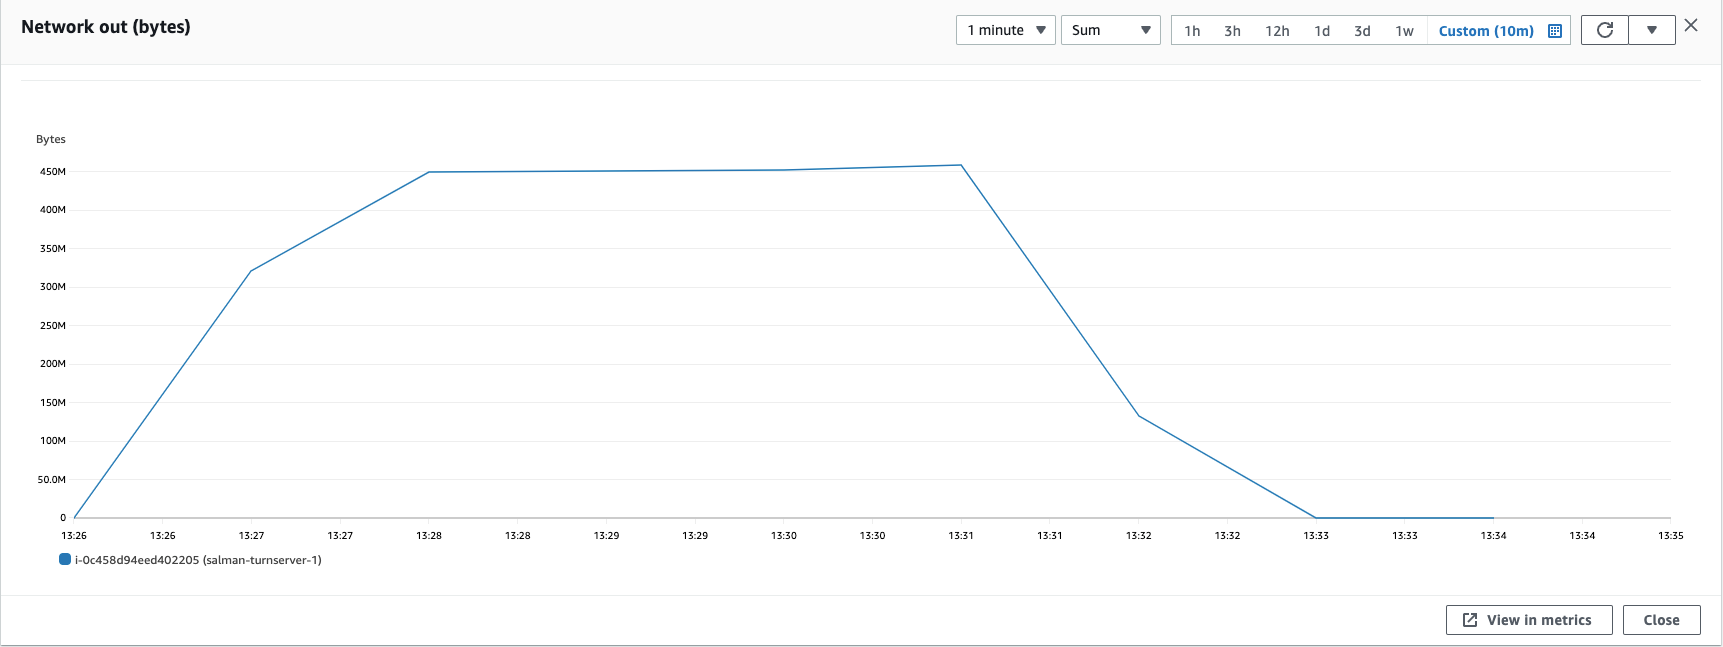 Network out (bytes)
1 minute Sum 1h 3h 12h 1d 3d 1w Custom (10m)
Bytes
450M
400M
350M
300M
250M
200M
150M
100M
50.0M
0
13:26 13:26 13:27 13:27 13:28 13:28 13:29 13:29 13:30 13:30 13:31 13:31 13:32 13:32 13:33 13:33 13:34 13:34 13:35
i-0c458d94eed402205 (salman-turnserver-1)
View in metrics Close